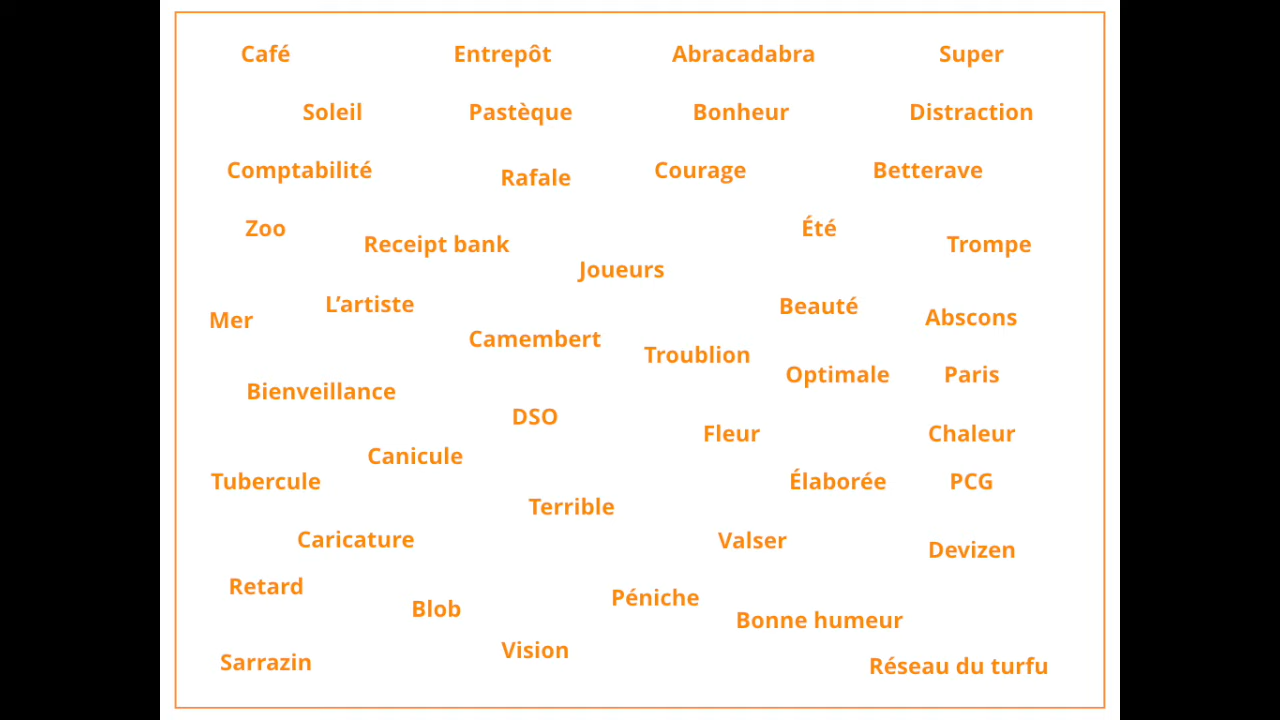 Café Entrepôt Abracadabra Super
Soleil Pastèque Bonheur Distraction
Comptabilité Rafale Courage Betterave
Zoo Receipt bank Été Trompe
Joueurs
Mer L’artiste Beauté Abscons
Camembert Troublion
Optimale Paris
Bienveillance
DSO Fleur Chaleur
Canicule
Tubercule Élaborée PCG
Terrible
Caricature Valser Devizen
Retard Blob Péniche
Bonne humeur
Sarrazin Vision Réseau du turfu